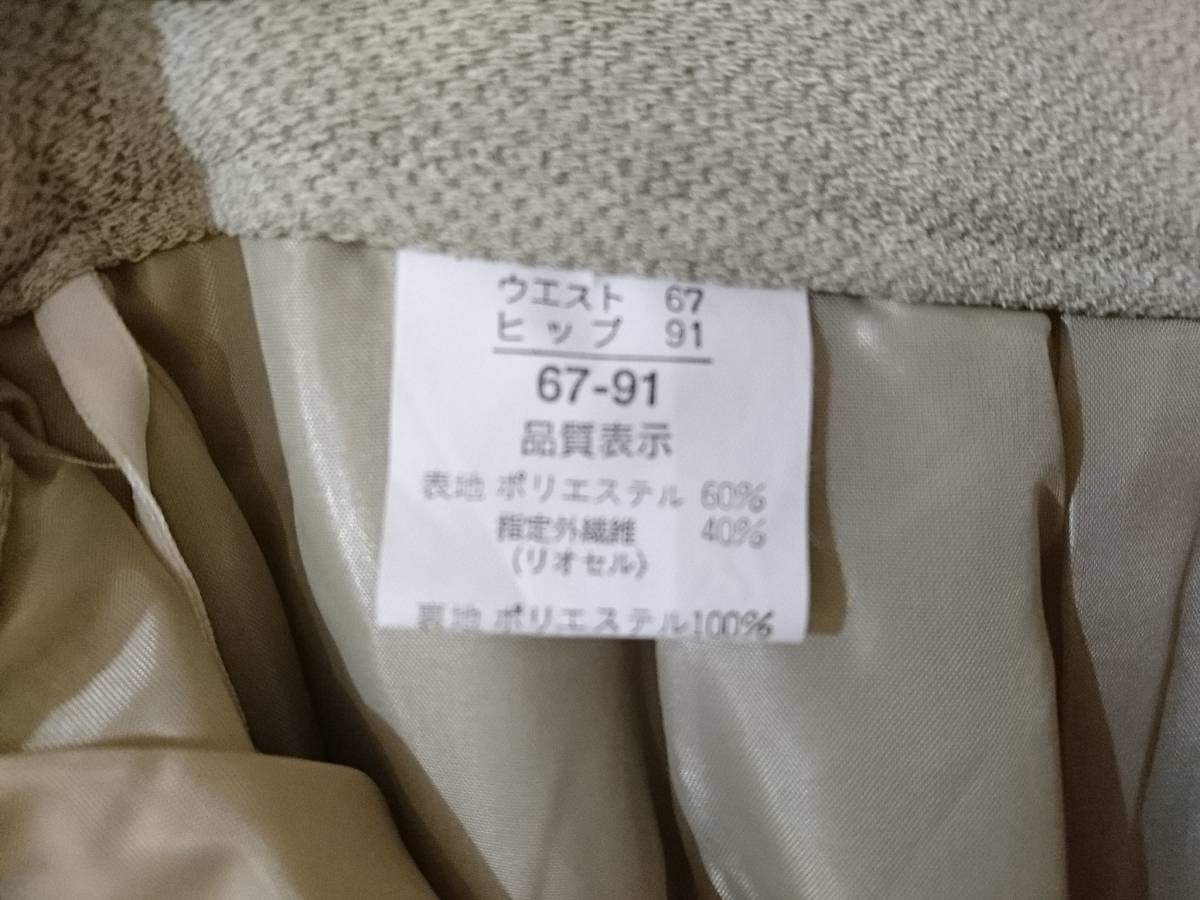 ウエスト 67
ヒップ 91
67-91
品質表示
表地 ポリエステル 60%
指定外繊維 40%
(リオセル)
裏地 ポリエステル100%